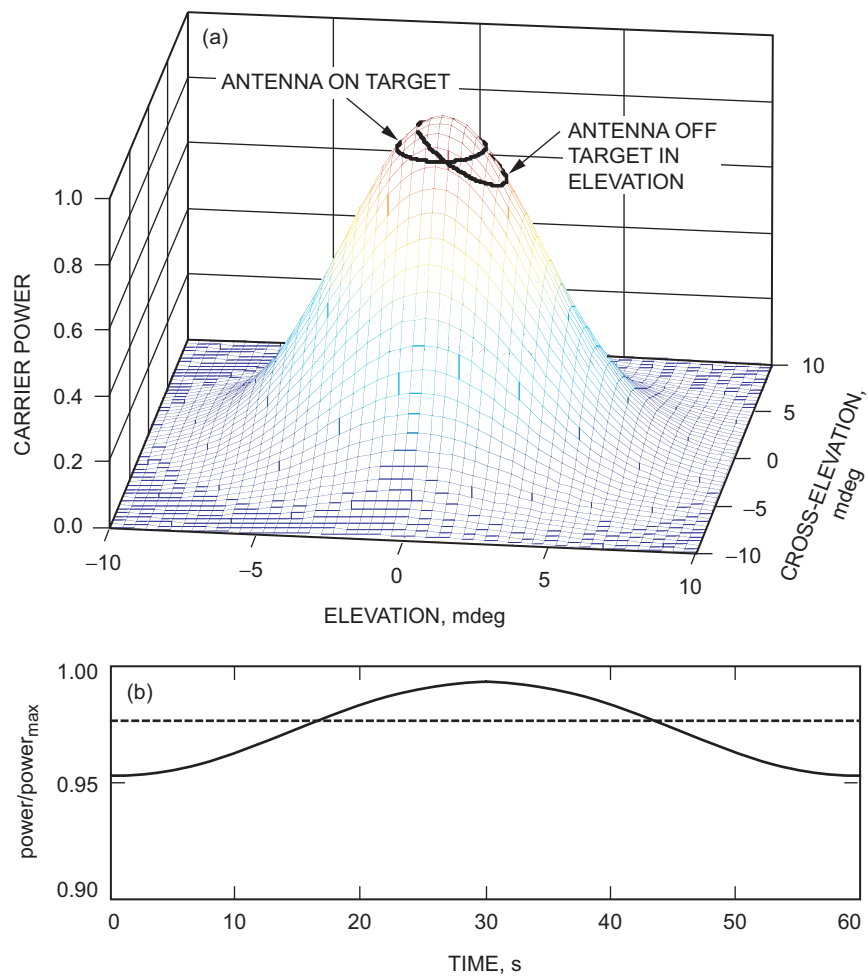 (a)
ANTENNA ON TARGET
ANTENNA OFF
TARGET IN
ELEVATION
1.0
0.8
0.6
0.4
0.2
0.0
CARRIER POWER
–10
–5
0
5
10
ELEVATION, mdeg
10
5
0
–5
–10
CROSS-ELEVATION,
mdeg
(b)
1.00
0.95
0.90
power/powermax
0
10
20
30
40
50
60
TIME, s